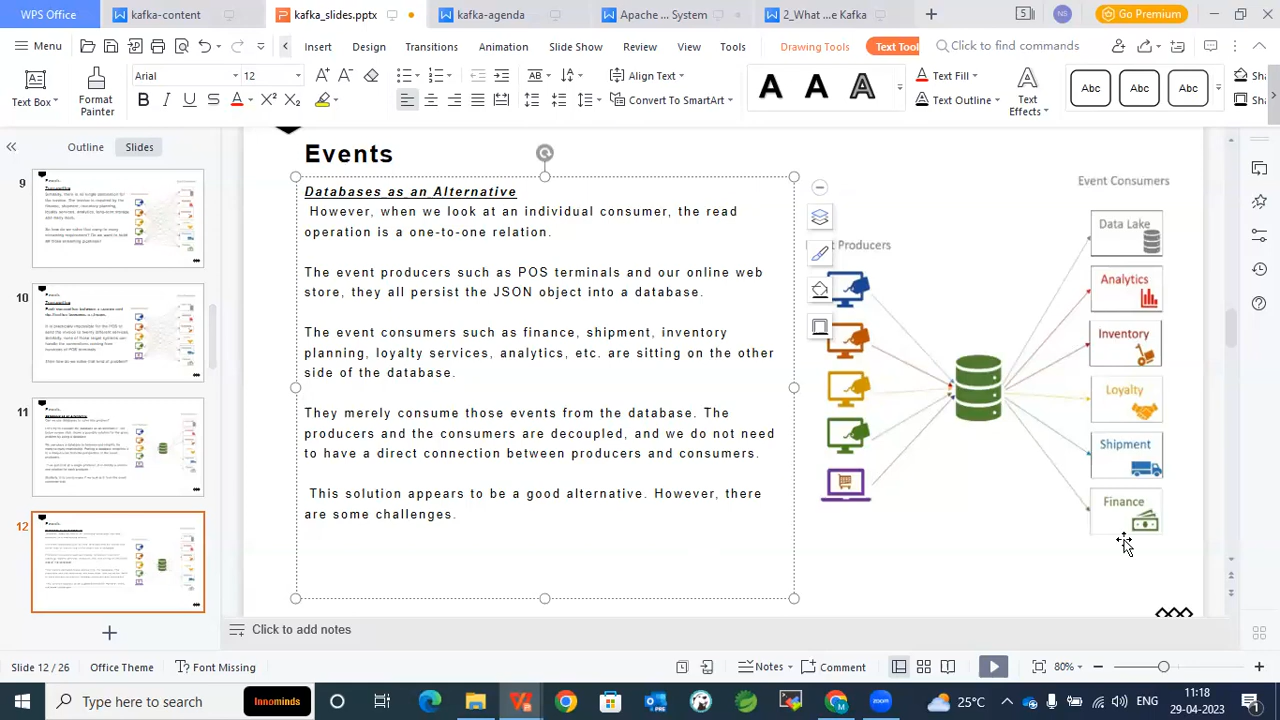 WPS Office
kafka-content
kafka_slides.pptx
kafka-agenda
Apache ... System
2_What ...e Kafka
NS
Go Premium
Menu
Insert
Design
Transitions
Animation
Slide Show
Review
View
Tools
Drawing Tools
Text Tool
Click to find commands
Text Box
Format
Painter
Arial
12
Align Text
Convert To SmartArt
Text Fill
Text Outline
Text
Effects
Abc
Abc
Abc
Sha
Sha
Outline
Slides
9
10
11
12
Events
Databases as an Alternative
However, when we look at an individual consumer, the read
operation is a one-to-one relation.
The event producers such as POS terminals and our online web
store, they all persist the JSON object into a database.
The event consumers such as finance, shipment, inventory
planning, loyalty services, analytics, etc. are sitting on the other
side of the database.
They merely consume those events from the database. The
producers and the consumers are decoupled, and we do not
to have a direct connection between producers and consumers.
This solution appears to be a good alternative. However, there
are some challenges.
Producers
Event Consumers
Data Lake
Analytics
Inventory
Loyalty
Shipment
Finance
Click to add notes
Slide 12 / 26
Office Theme
Font Missing
Notes
Comment
80%
Type here to search
Innominds
25°C
ENG
11:18
29-04-2023